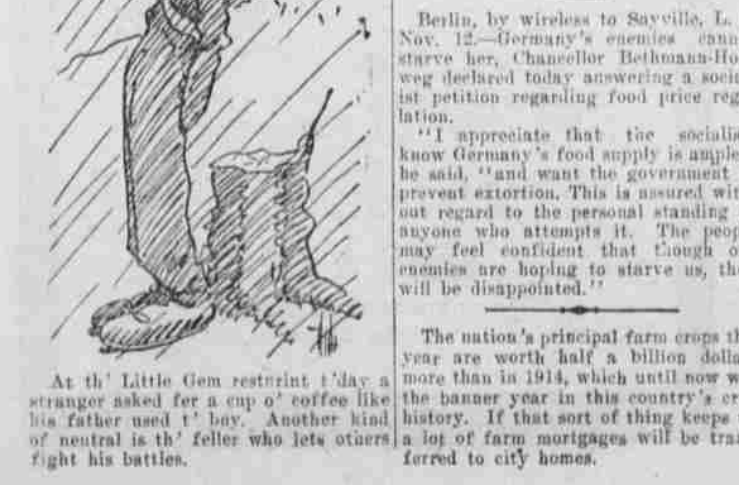 At th' Little Gem resturint t'day a
stranger asked fer a cup o' coffee like
his father used t' buy. Another kind
of neutral is th' feller who lets others
fight his battles.
Berlin, by wireless to Sayville, L.
Nov. 12.—Germany's enemies cann
starve her, Chancellor Bethmann-Ho
weg declared today answering a soci
ist petition regarding food price reg
lation.
"I appreciate that the sociali
know Germany's food supply is ample
he said, "and want the government
prevent extortion. This is assured wit
out regard to the personal standing
anyone who attempts it. The peop
may feel confident that though o
enemies are hoping to starve us, the
will be disappointed."
The nation's principal farm crops th
year are worth half a billion dolla
more than in 1914, which until now w
the banner year in this country's cr
history. If that sort of thing keeps
a lot of farm mortgages will be tran
ferred to city homes.